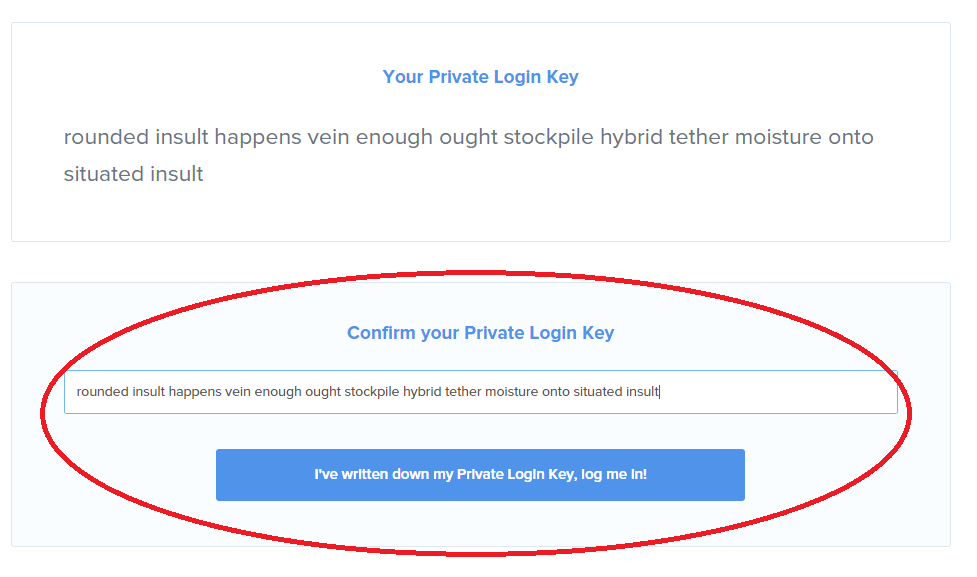 Your Private Login Key
rounded insult happens vein enough ought stockpile hybrid tether moisture onto
situated insult
Confirm your Private Login Key
rounded insult happens vein enough ought stockpile hybrid tether moisture onto situated insult
I've written down my Private Login Key, log me in!